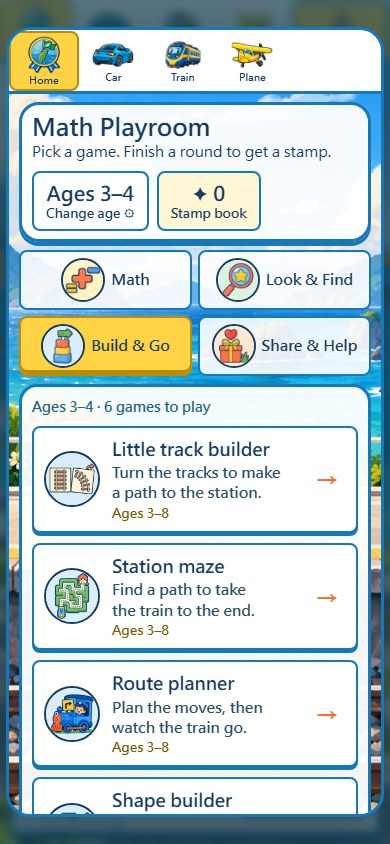 Home
Car
Train
Plane
Math Playroom
Pick a game. Finish a round to get a stamp.
Ages 3–4
Change age ⚙
✦ 0
Stamp book
Math
Look & Find
Build & Go
Share & Help
Ages 3–4 · 6 games to play
Little track builder
Turn the tracks to make
a path to the station.
Ages 3–8
→
Station maze
Find a path to take
the train to the end.
Ages 3–8
→
Route planner
Plan the moves, then
watch the train go.
Ages 3–8
→
Shape builder